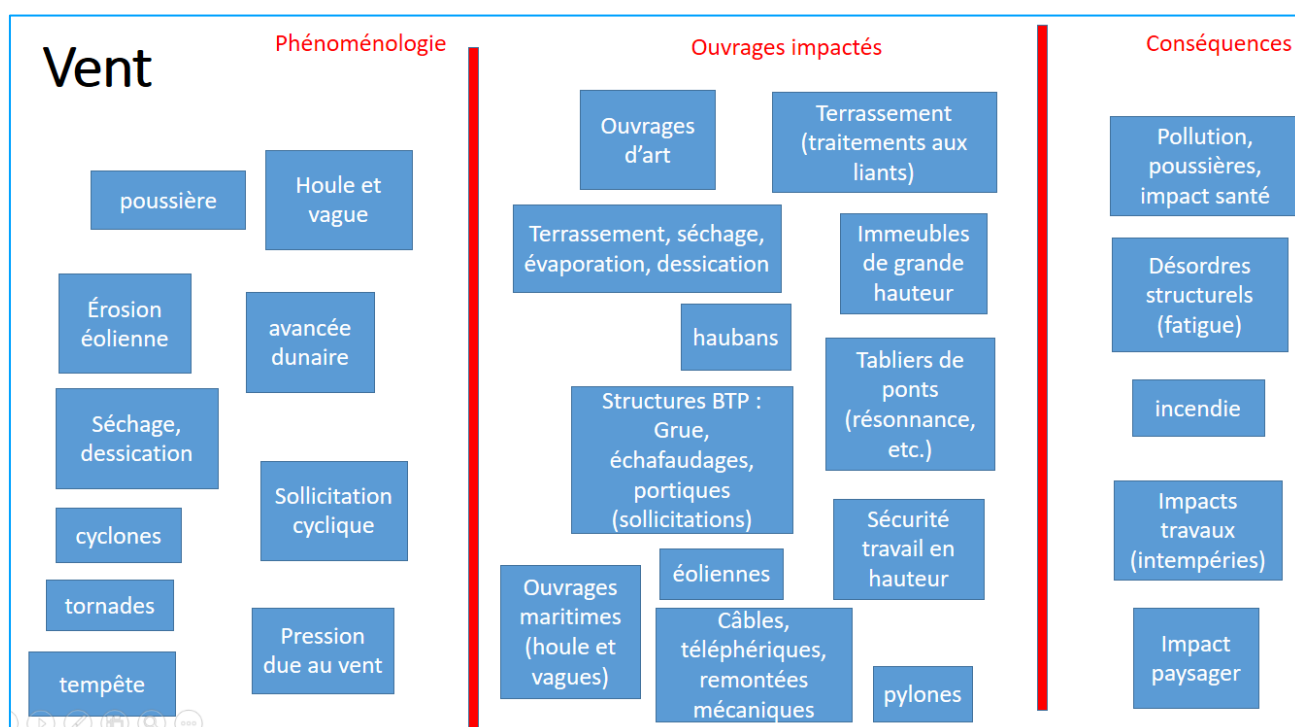 Vent
Phénoménologie
poussière
Houle et
vague
Érosion
éolienne
avancée
dunaire
Séchage,
dessication
Sollicitation
cyclique
cyclones
tornades
Pression
due au vent
tempête
Ouvrages impactés
Ouvrages
d’art
Terrassement
(traitements aux
liants)
Terrassement, séchage,
évaporation, dessication
Immeubles
de grande
hauteur
haubans
Tabliers de
ponts
(résonnance,
etc.)
Structures BTP :
Grue,
échafaudages,
portiques
(sollicitations)
Sécurité
travail en
hauteur
éoliennes
Ouvrages
maritimes
(houle et
vagues)
Câbles,
téléphériques,
remontées
mécaniques
pylones
Conséquences
Pollution,
poussières,
impact santé
Désordres
structurels
(fatigue)
incendie
Impacts
travaux
(intempéries)
Impact
paysager